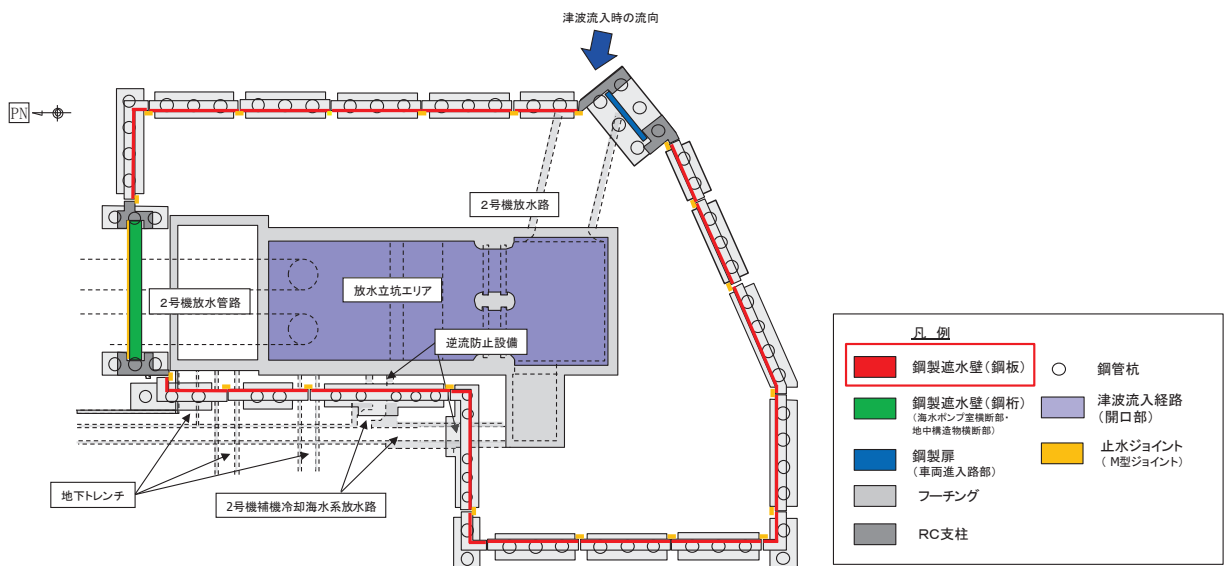 津波流入時の流向
PN
2号機放水路
放水立坑エリア
2号機放水管路
逆流防止設備
地下トレンチ
2号機補機冷却海水系放水路
凡 例
鋼製遮水壁(鋼板)
鋼製遮水壁(鋼桁)
(海水ポンプ室横断部・
地中構造物横断部)
鋼製扉
(車両進入路部)
フーチング
RC支柱
鋼管杭
津波流入経路
(開口部)
止水ジョイント
(M型ジョイント)